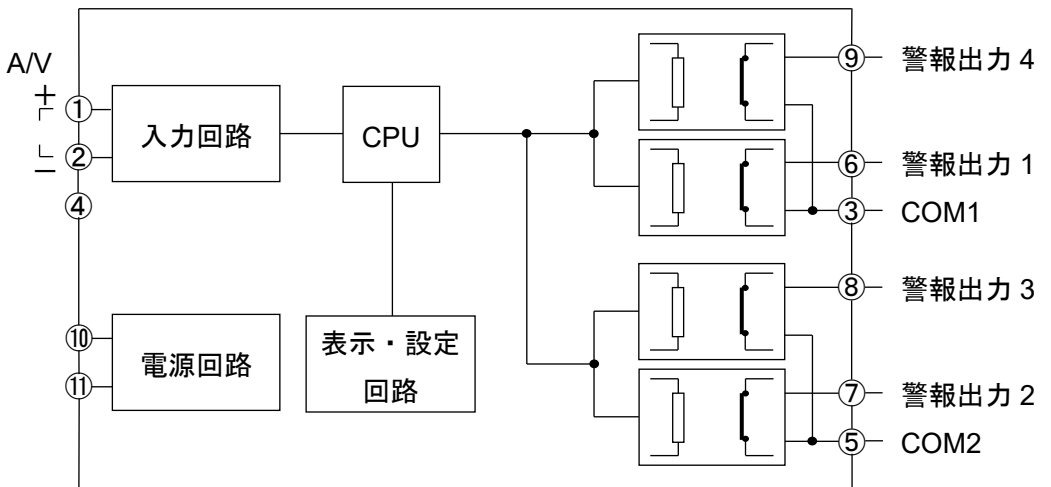 A/V
+
①
−
②
④
⑩
⑪
入力回路
CPU
電源回路
表示・設定
回路
⑨ 警報出力 4
⑥ 警報出力 1
③ COM1
⑧ 警報出力 3
⑦ 警報出力 2
⑤ COM2